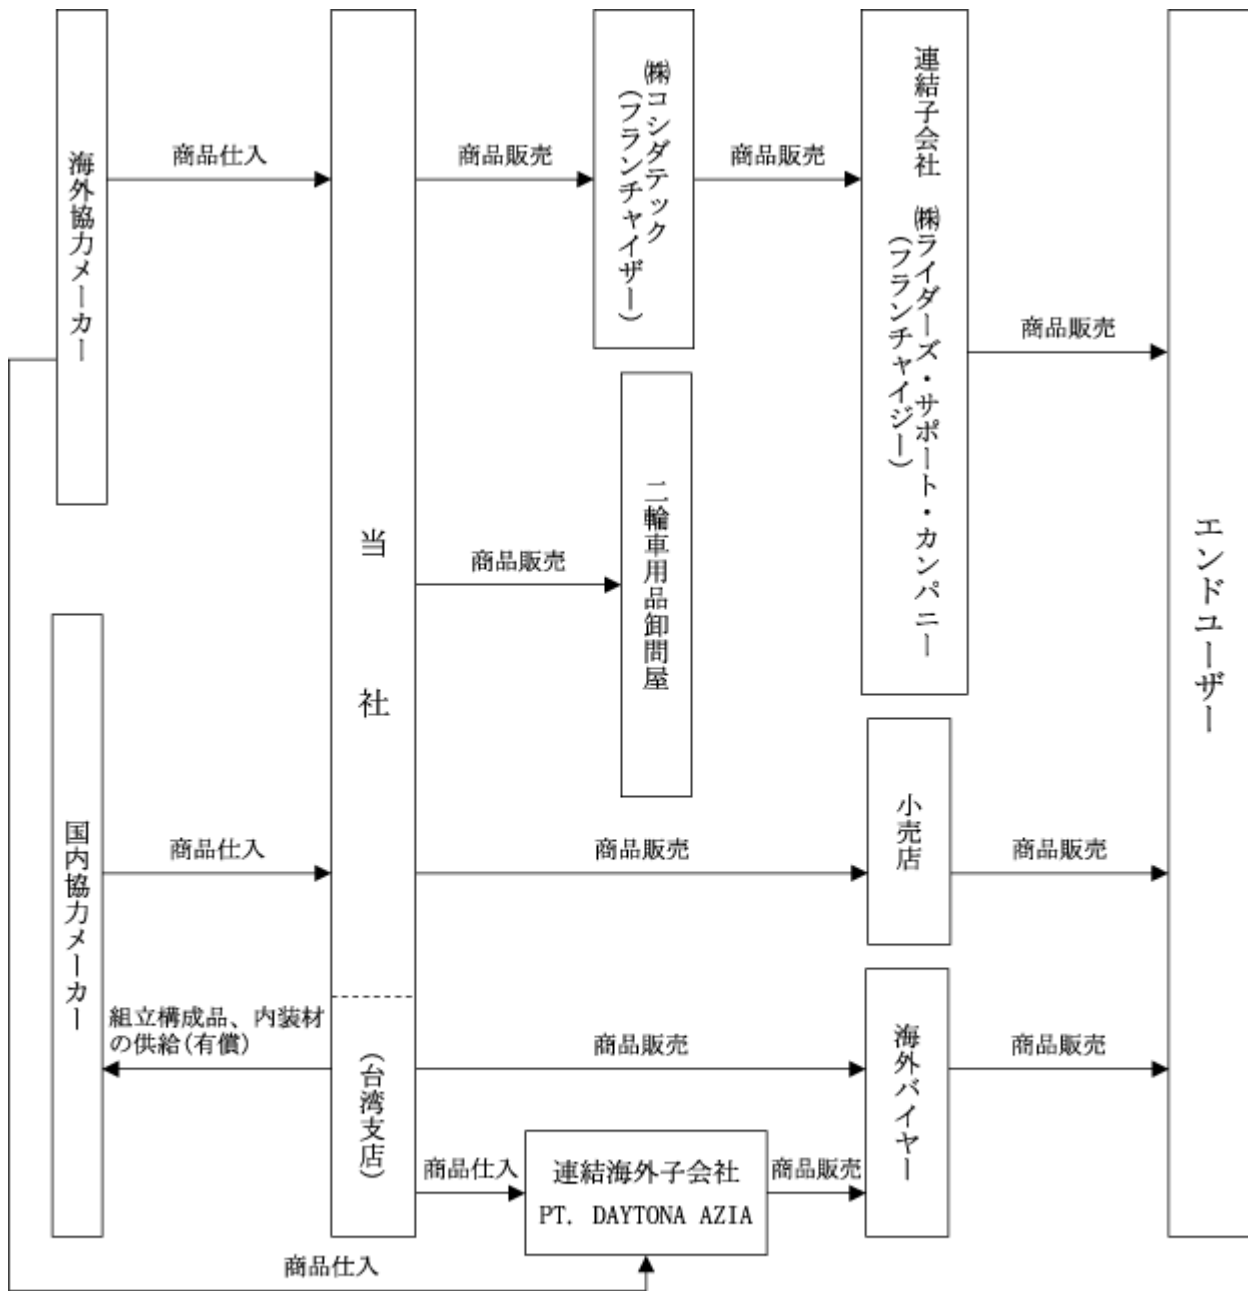 海外協力メーカー
商品仕入
当社
商品販売
㈱コシダテック
(フランチャイザー)
商品販売
連結子会社 ㈱ライダーズ・サポート・カンパニー
(フランチャイジー)
商品販売
エンドユーザー
商品販売
二輪車用品卸問屋
国内協力メーカー
商品仕入
商品販売
小売店
商品販売
組立構成品、内装材
の供給(有償)
(台湾支店)
商品販売
海外バイヤー
商品販売
商品仕入
連結海外子会社
PT. DAYTONA AZIA
商品販売
商品仕入